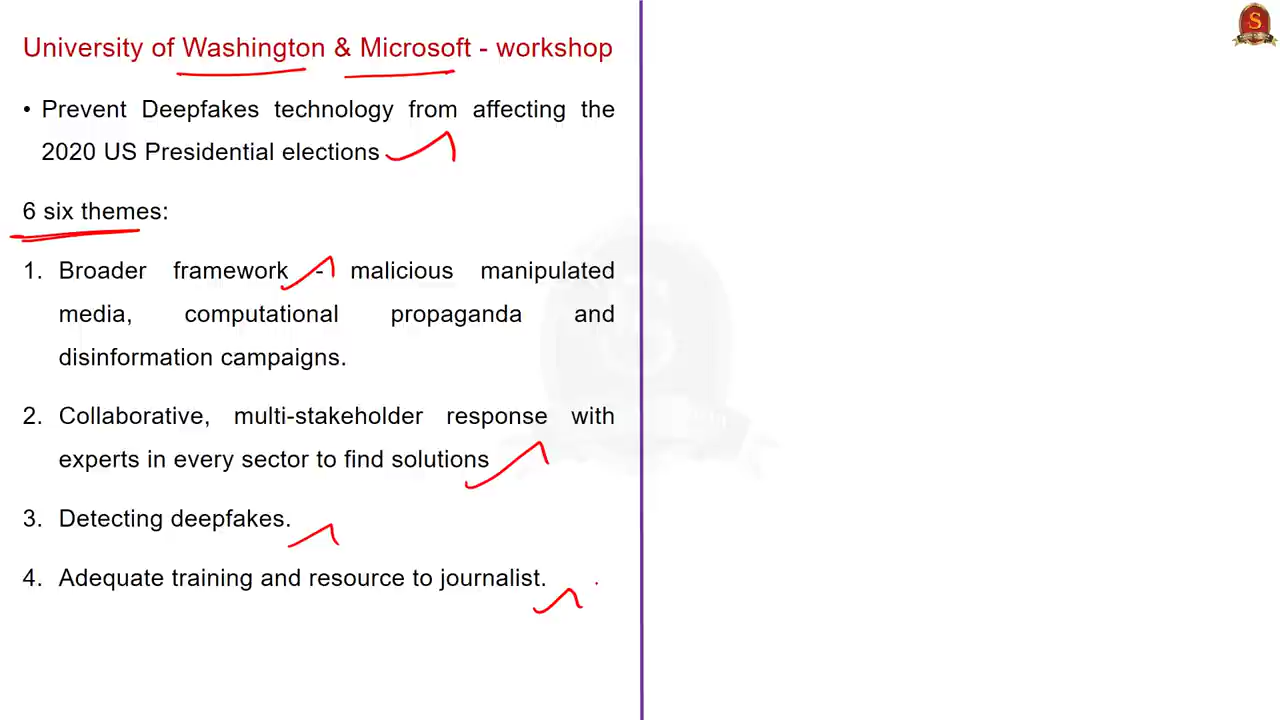 University of Washington & Microsoft - workshop
• Prevent Deepfakes technology from affecting the
2020 US Presidential elections
6 six themes:
1. Broader framework - malicious manipulated
media, computational propaganda and
disinformation campaigns.
2. Collaborative, multi-stakeholder response with
experts in every sector to find solutions
3. Detecting deepfakes.
4. Adequate training and resource to journalist.
S